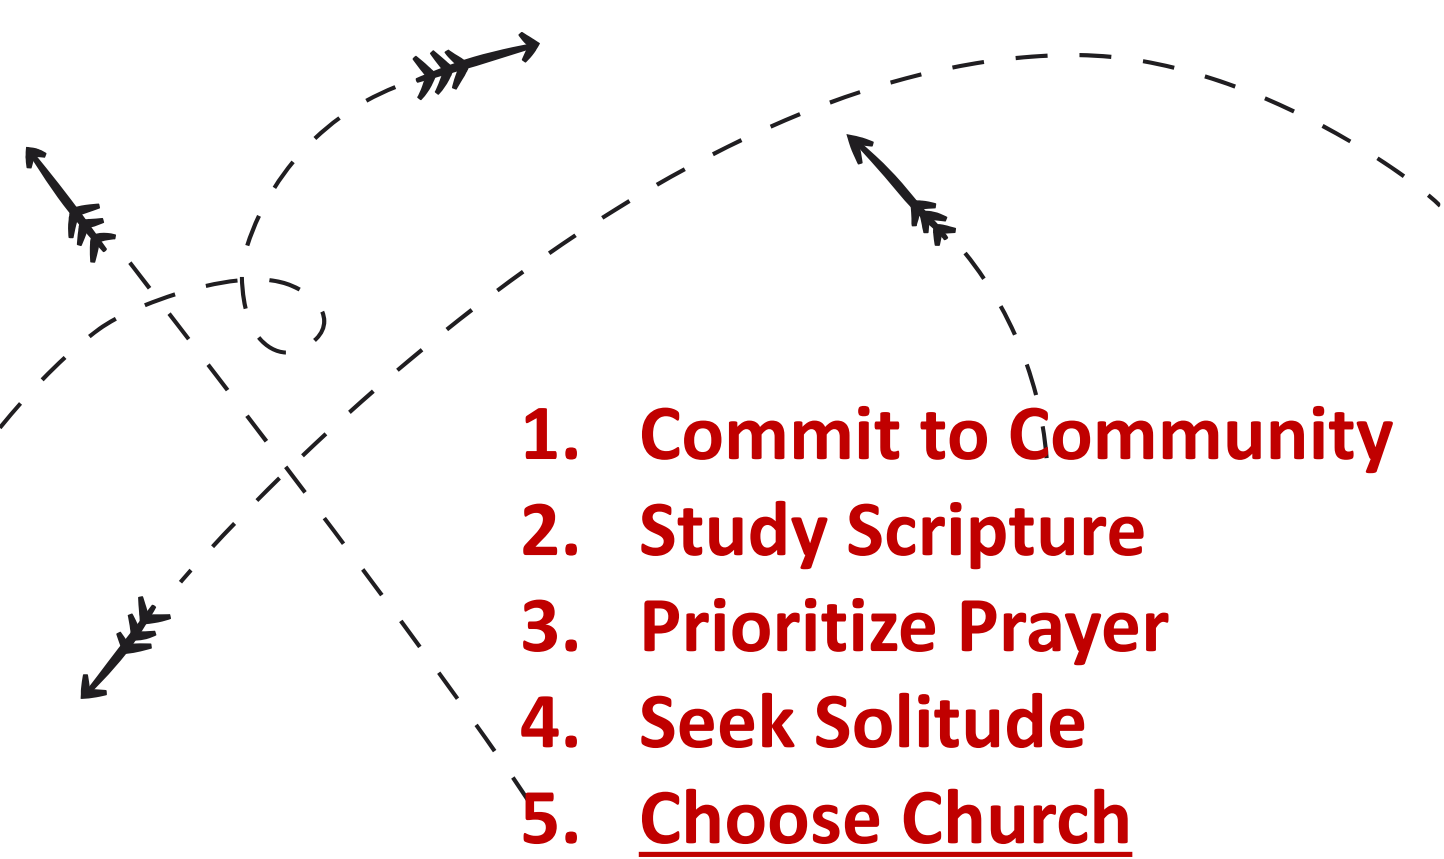 1. Commit to Community
2. Study Scripture
3. Prioritize Prayer
4. Seek Solitude
5. Choose Church